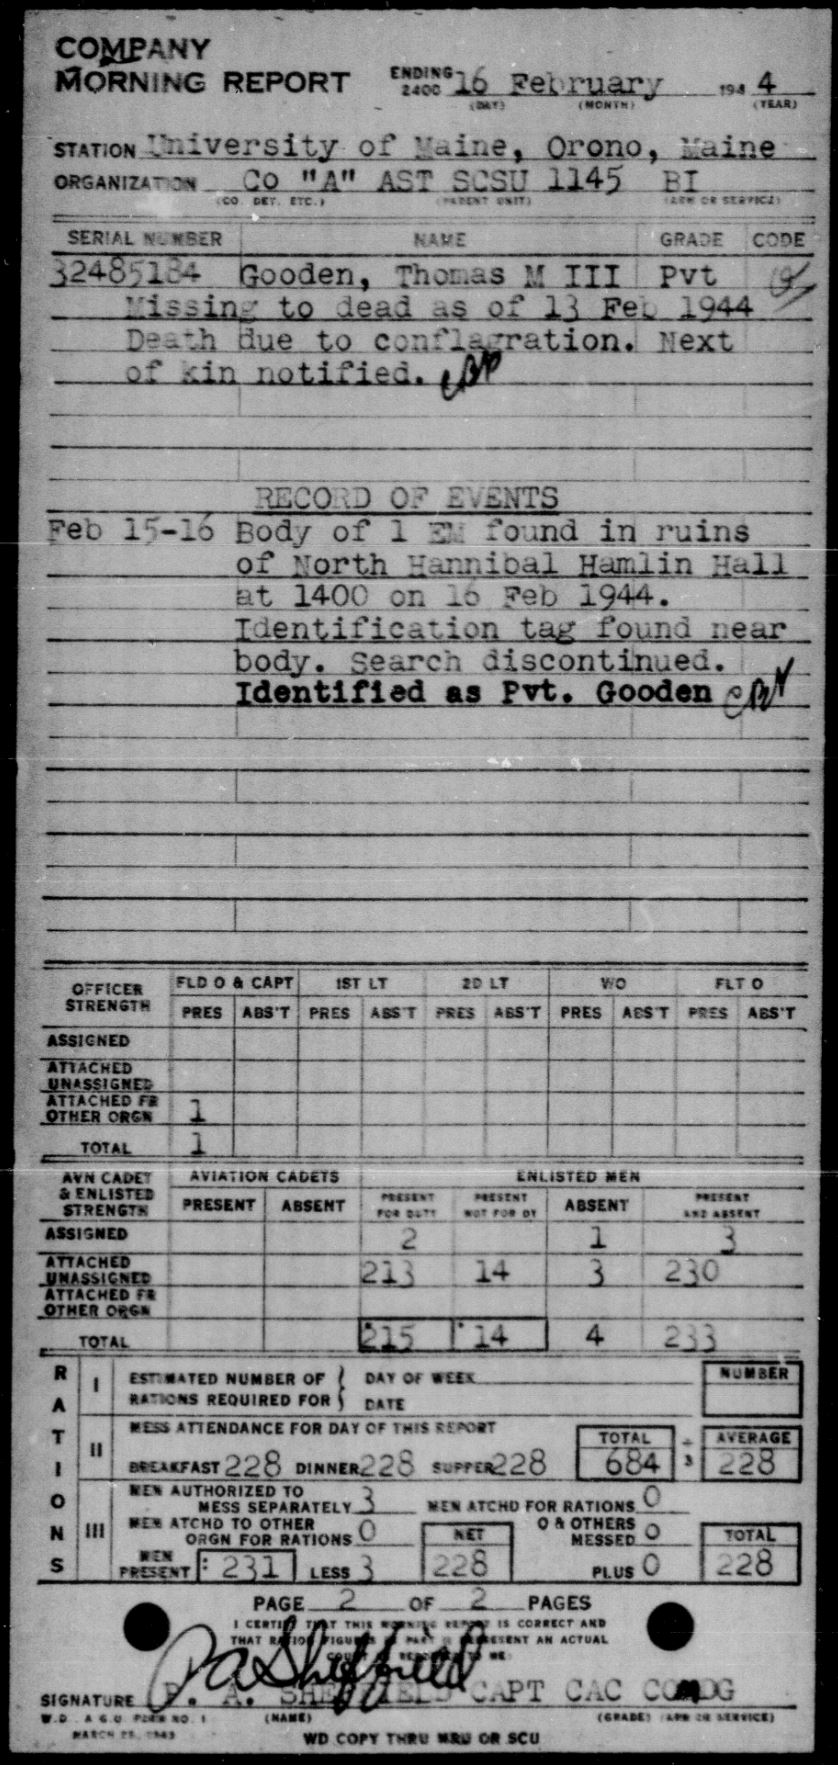 COMPANY
MORNING REPORT ENDING 2400 16 February 1944
(DAY) (MONTH) (YEAR)
STATION University of Maine, Orono, Maine
ORGANIZATION Co "A" AST SCSU 1145 BI
(CO. DET. ETC.) (PARENT UNIT) (ARM OR SERVICE)
SERIAL NUMBER NAME GRADE CODE
32485184 Gooden, Thomas M III Pvt
Missing to dead as of 13 Feb 1944
Death due to conflagration. Next
of kin notified.
RECORD OF EVENTS
Feb 15-16 Body of 1 EM found in ruins
of North Hannibal Hamlin Hall
at 1400 on 16 Feb 1944.
Identification tag found near
body. Search discontinued.
Identified as Pvt. Gooden
OFFICER STRENGTH FLD O & CAPT 1ST LT 2D LT WO FLT O
PRES ABS'T PRES ABS'T PRES ABS'T PRES ABS'T PRES ABS'T
ASSIGNED
ATTACHED UNASSIGNED
ATTACHED FR OTHER ORGN 1
TOTAL 1
AVN CADET & ENLISTED STRENGTH AVIATION CADETS ENLISTED MEN
PRESENT ABSENT PRESENT FOR DUTY PRESENT NOT FOR DY ABSENT PRESENT AND ABSENT
ASSIGNED 2 1 3
ATTACHED UNASSIGNED 213 14 3 230
ATTACHED FR OTHER ORGN
TOTAL 215 14 4 233
RATIONS
I ESTIMATED NUMBER OF RATIONS REQUIRED FOR DAY OF WEEK DATE NUMBER
II MESS ATTENDANCE FOR DAY OF THIS REPORT TOTAL ÷ AVERAGE
BREAKFAST 228 DINNER 228 SUPPER 228 684 3 228
III MEN AUTHORIZED TO MESS SEPARATELY 3 MEN ATCHD FOR RATIONS 0
MEN ATCHD TO OTHER ORGN FOR RATIONS 0 NET O & OTHERS MESSED 0 TOTAL
MEN PRESENT 231 LESS 3 228 PLUS 0 228
PAGE 2 OF 2 PAGES
I CERTIFY THAT THIS MORNING REPORT IS CORRECT AND
THAT RATION FIGURES PART II REPRESENT AN ACTUAL
COUNT REPORTED TO ME
SIGNATURE P. A. SHEFFIELD CAPT CAC COMDG
W.D. A.G.O. FORM NO. 1 (NAME) (GRADE) (ARM OR SERVICE)
MARCH 1943
WD COPY THRU MRU OR SCU